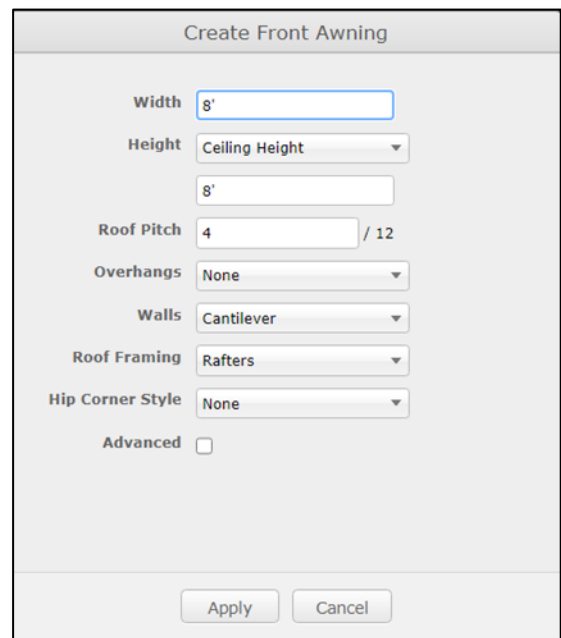 Create Front Awning
Width 8'
Height Ceiling Height
8'
Roof Pitch 4 / 12
Overhangs None
Walls Cantilever
Roof Framing Rafters
Hip Corner Style None
Advanced
Apply Cancel